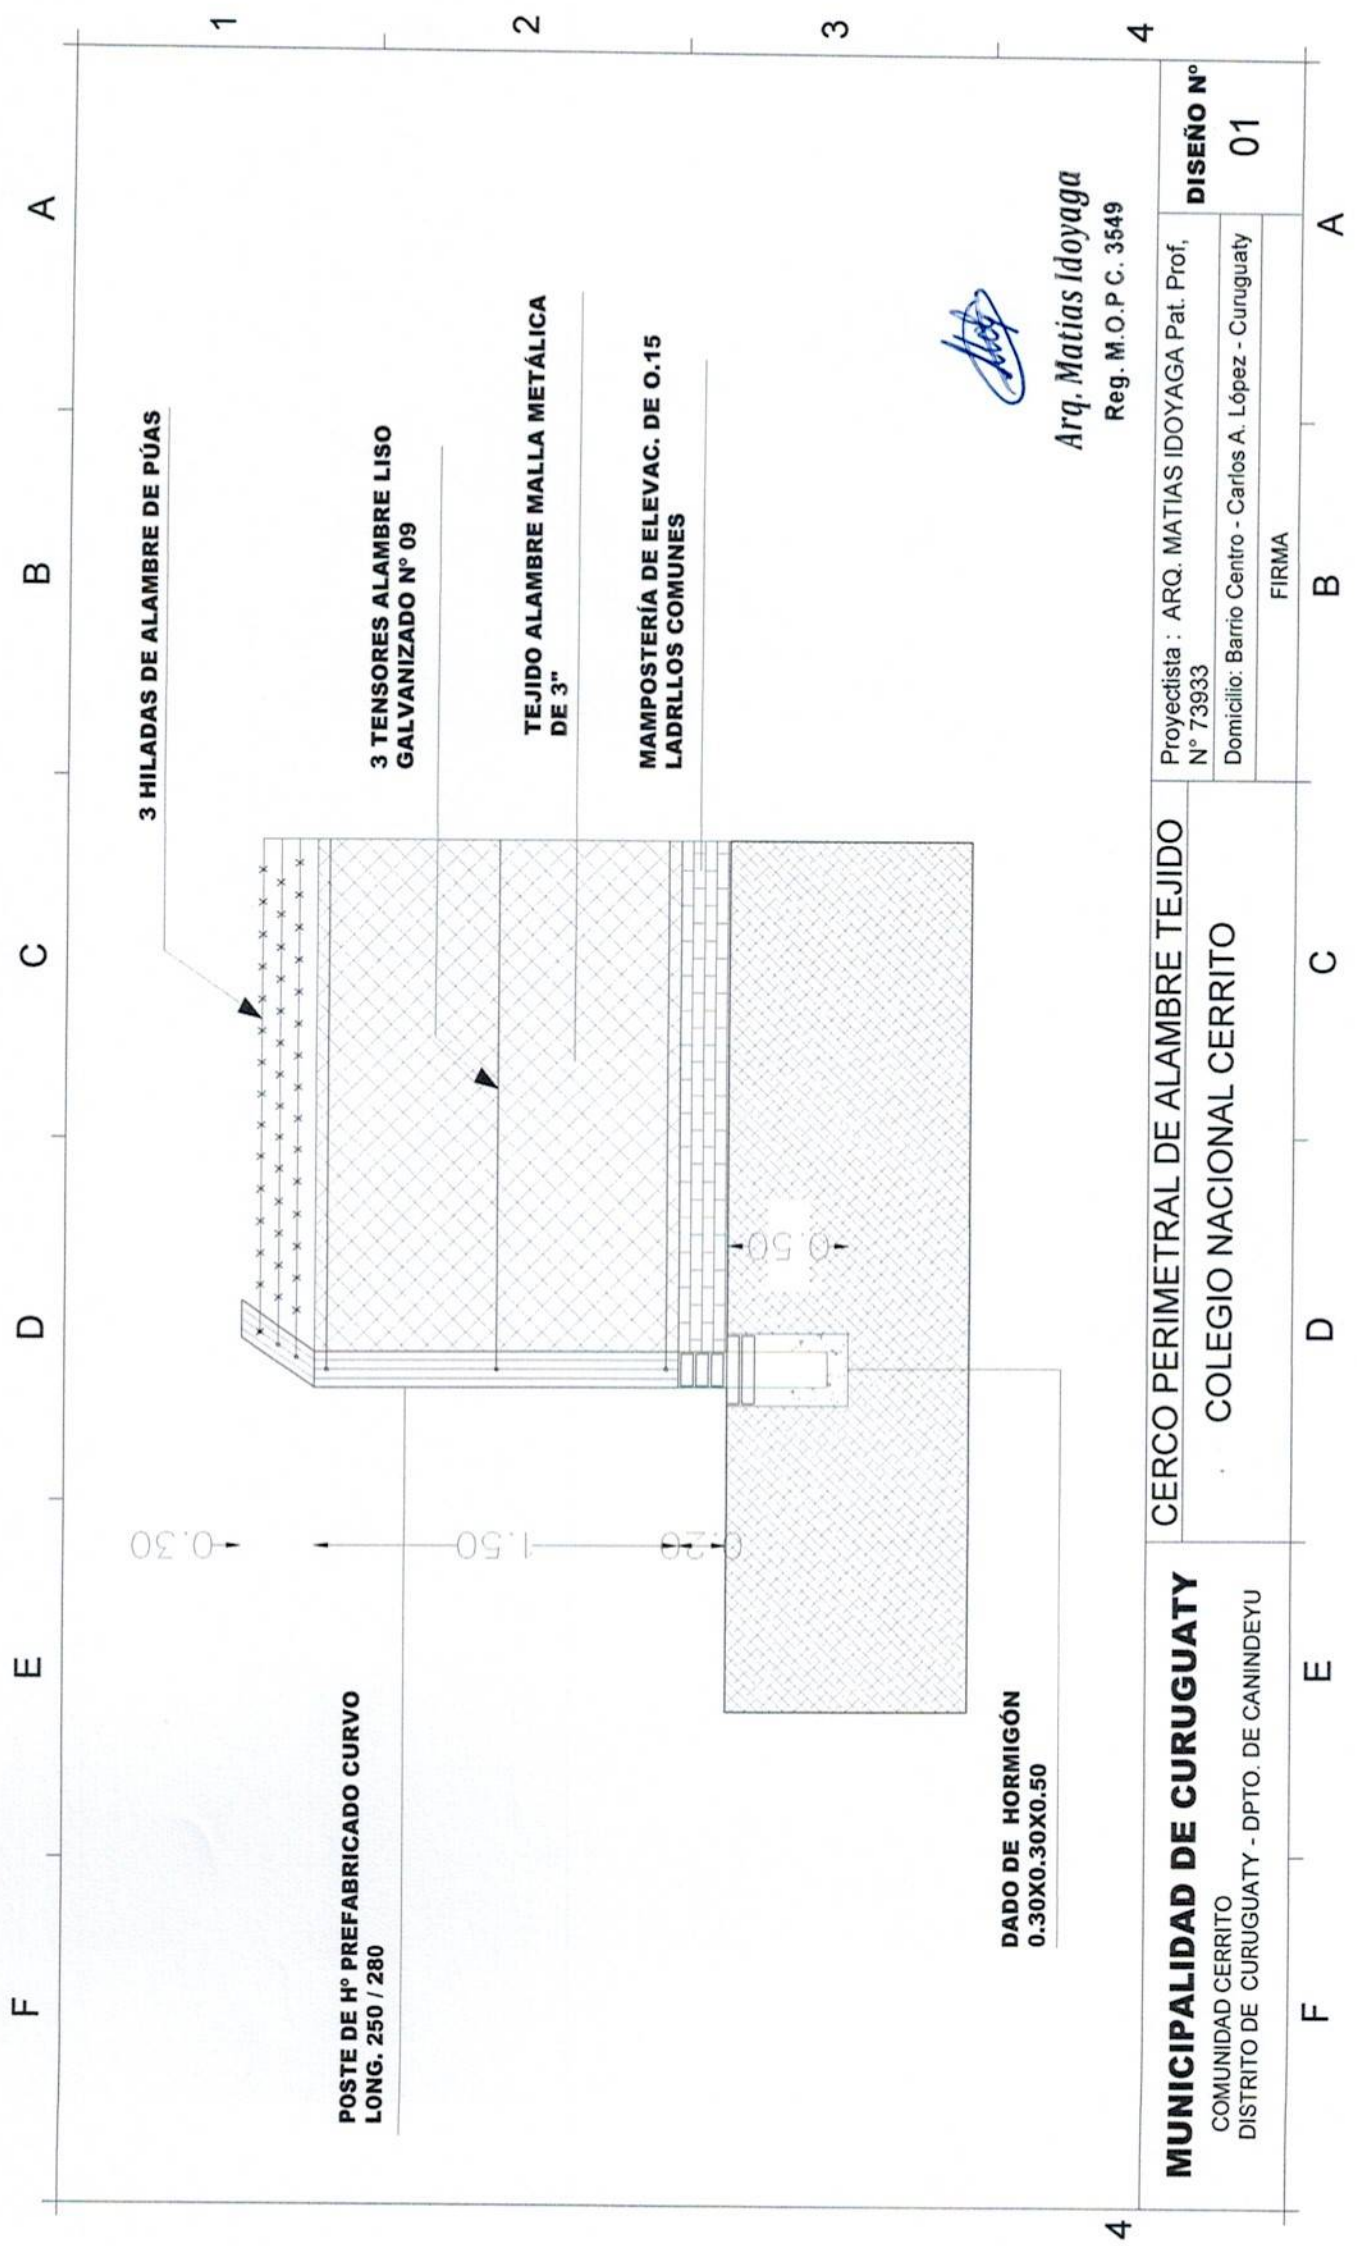 F
E
D
C
B
A
1
2
3
4
4
3 HILADAS DE ALAMBRE DE PÚAS
3 TENSORES ALAMBRE LISO
GALVANIZADO N° 09
TEJIDO ALAMBRE MALLA METÁLICA
DE 3"
MAMPOSTERÍA DE ELEVAC. DE O.15
LADRLLOS COMUNES
POSTE DE H° PREFABRICADO CURVO
LONG. 250 / 280
0.30
1.50
0.20
0.50
DADO DE HORMIGÓN
0.30X0.30X0.50
Arq. Matias Idoyaga
Reg. M.O.P C. 3549
MUNICIPALIDAD DE CURUGUATY
COMUNIDAD CERRITO
DISTRITO DE CURUGUATY - DPTO. DE CANINDEYU
CERCO PERIMETRAL DE ALAMBRE TEJIDO
COLEGIO NACIONAL CERRITO
Proyectista : ARQ. MATIAS IDOYAGA Pat. Prof,
N° 73933
Domicilio: Barrio Centro - Carlos A. López - Curuguaty
FIRMA
DISEÑO N°
01
F
E
D
C
B
A